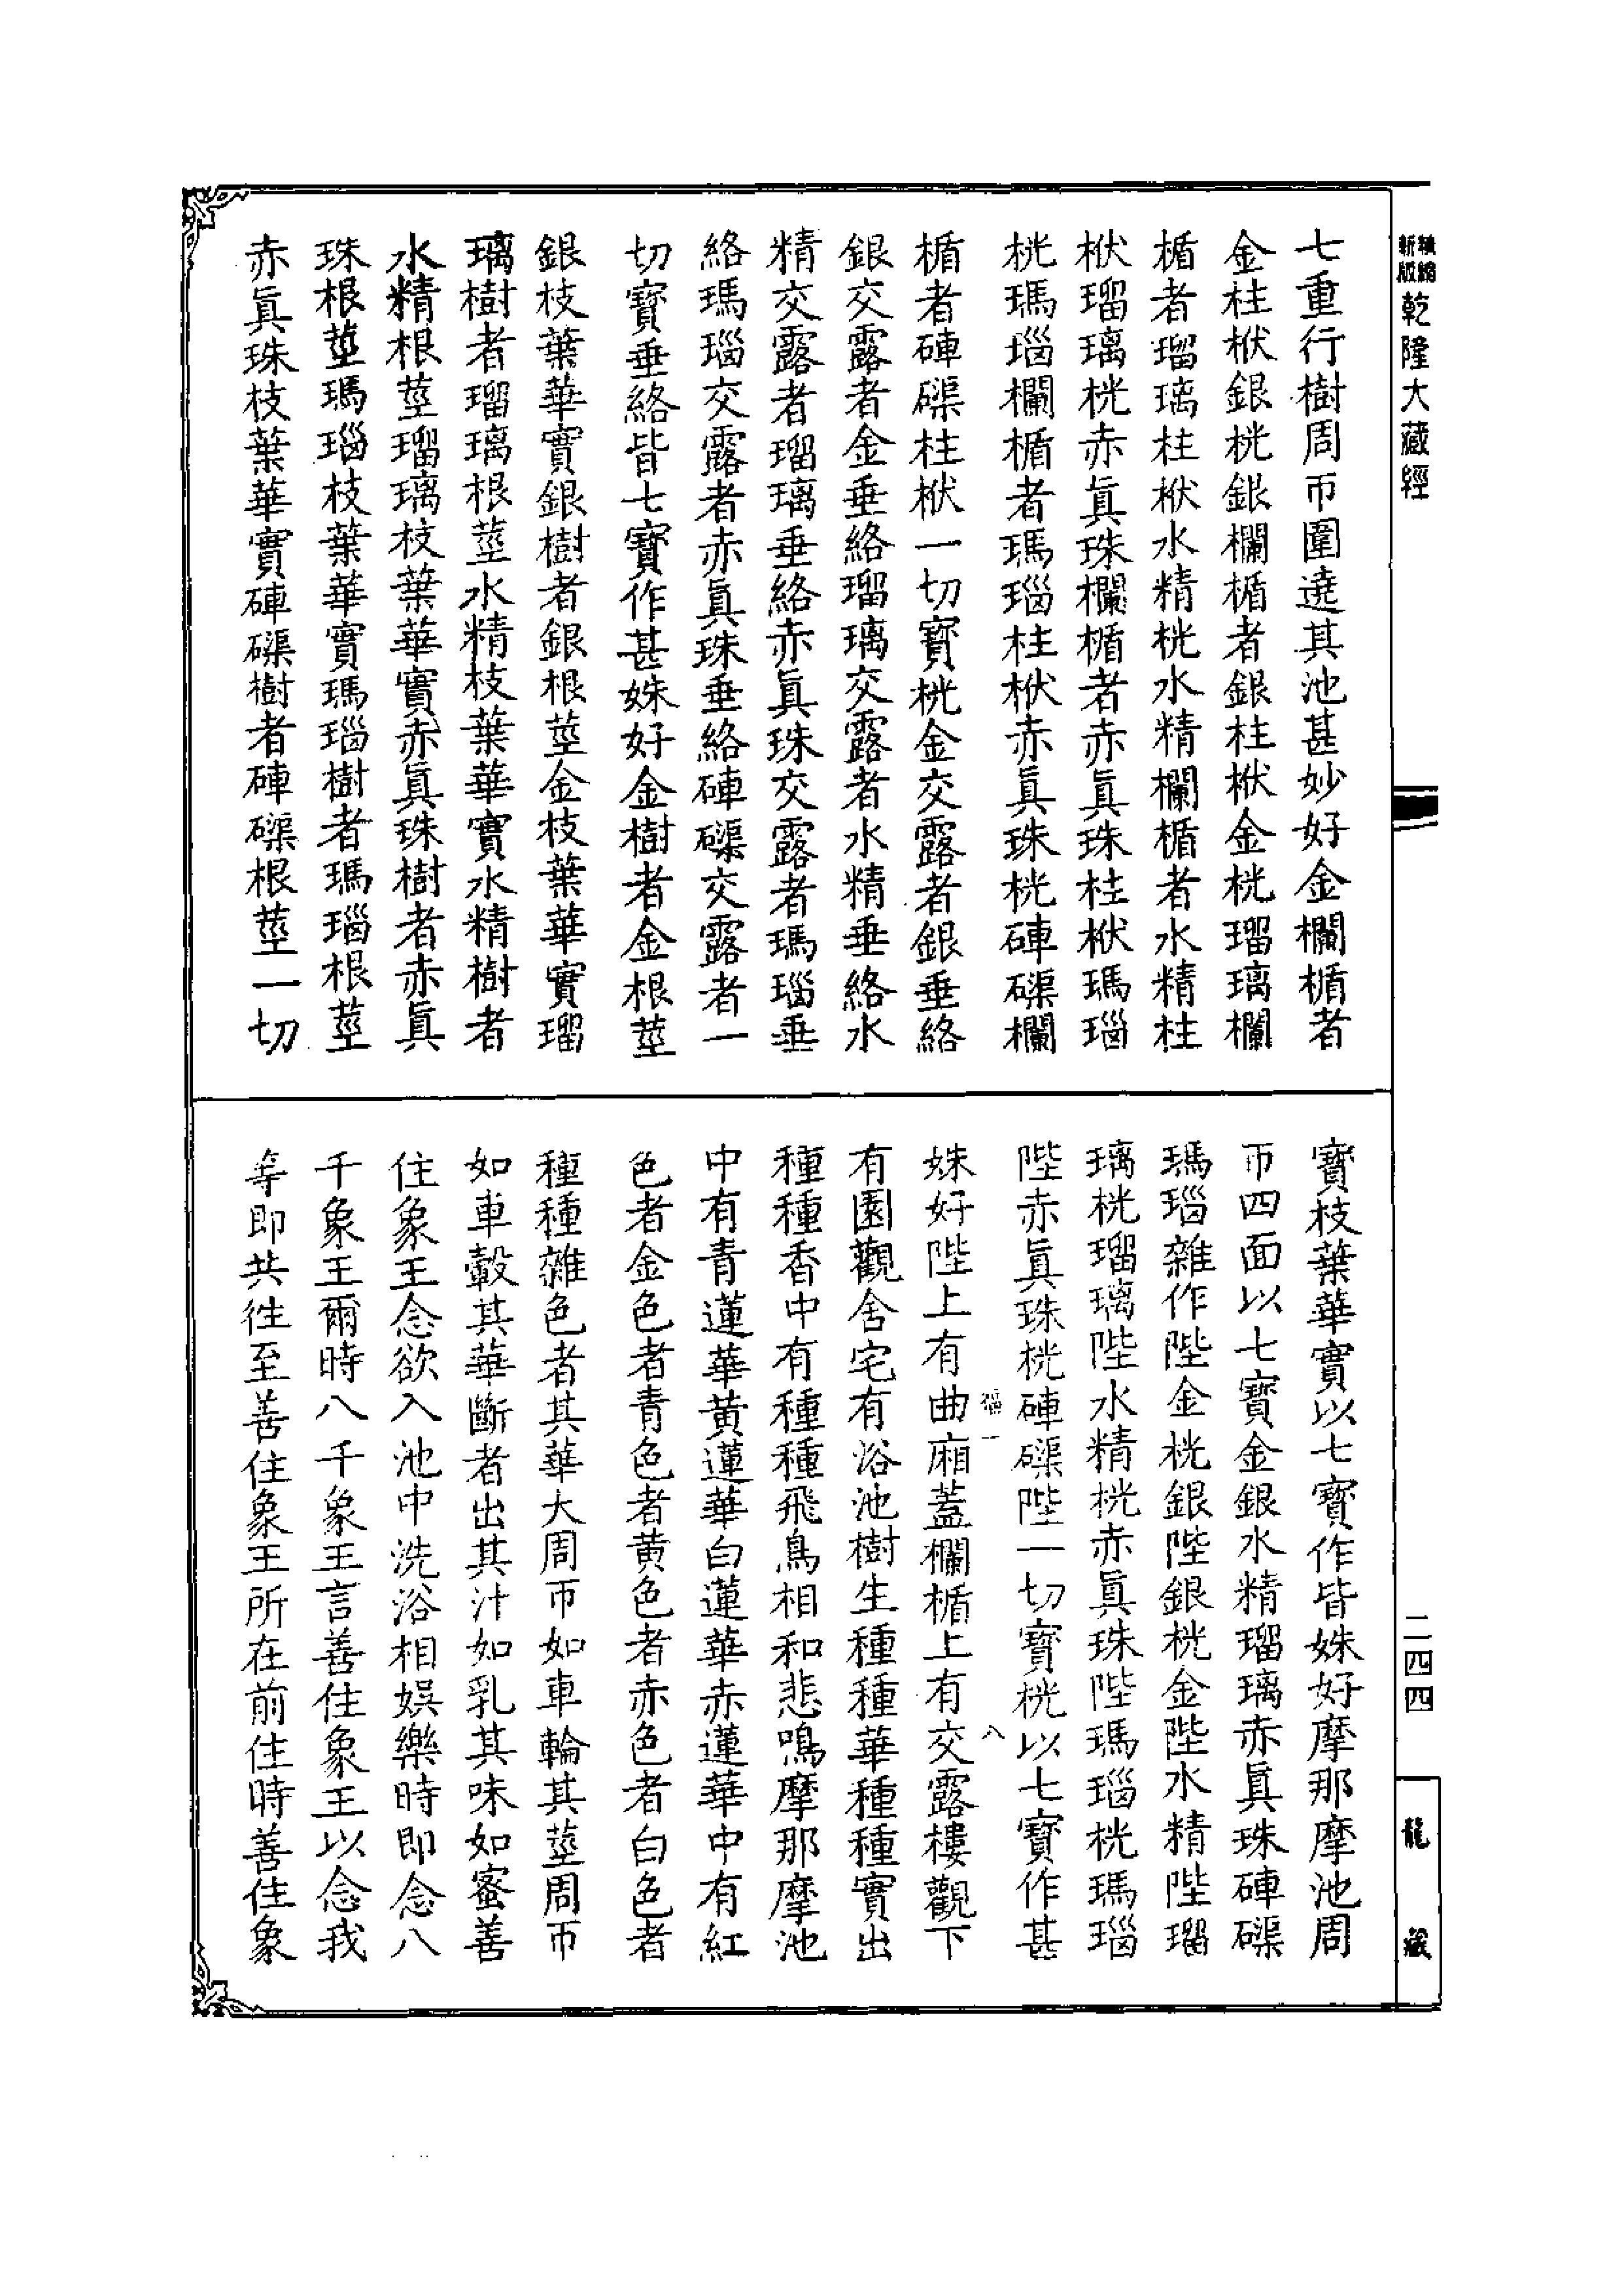 七重行樹周帀圍遶其池甚妙好金欄楯者
金柱栿銀桄銀欄楯者銀柱栿金桄瑠璃欄
楯者瑠璃柱栿水精桄水精欄楯者水精柱
栿瑠璃桄赤真珠欄楯者赤真珠柱栿瑪瑙
桄瑪瑙欄楯者瑪瑙柱栿赤真珠桄硨磲欄
楯者硨磲柱栿一切寶桄金交露者銀垂絡
銀交露者金垂絡瑠璃交露者水精垂絡水
精交露者瑠璃垂絡赤真珠交露者瑪瑙垂
絡瑪瑙交露者赤真珠垂絡硨磲交露者一
切寶垂絡皆七寶作甚姝好金樹者金根莖
銀枝葉華實銀樹者銀根莖金枝葉華實瑠
璃樹者瑠璃根莖水精枝葉華實水精樹者
水精根莖瑠璃枝葉華實赤真珠樹者赤真
珠根莖瑪瑙枝葉華實瑪瑙樹者瑪瑙根莖
赤真珠枝葉華實硨磲樹者硨磲根莖一切
寶枝葉華實以七寶作皆姝好摩那摩池周
帀四面以七寶金銀水精瑠璃赤真珠硨磲
瑪瑙雜作陛金桄銀陛銀桄金陛水精陛瑠
璃桄瑠璃陛水精桄赤真珠陛瑪瑙桄瑪瑙
陛赤真珠桄硨磲陛一切寶桄以七寶作甚
姝好陛上有曲廂蓋欄楯上有交露樓觀下
有園觀舍宅有浴池樹生種種華種種實出
種種香中有種種飛鳥相和悲鳴摩那摩池
中有青蓮華黃蓮華白蓮華赤蓮華中有紅
色者金色者青色者黃色者赤色者白色者
種種雜色者其華大周帀如車輪其莖周帀
如車轂其華斷者出其汁如乳其味如蜜善
住象王念欲入池中洗浴相娛樂時即念八
千象王爾時八千象王言善住象王以念我
等即共往至善住象王所在前住時善住象
八
新版
乾隆大藏經
二四四
龍藏